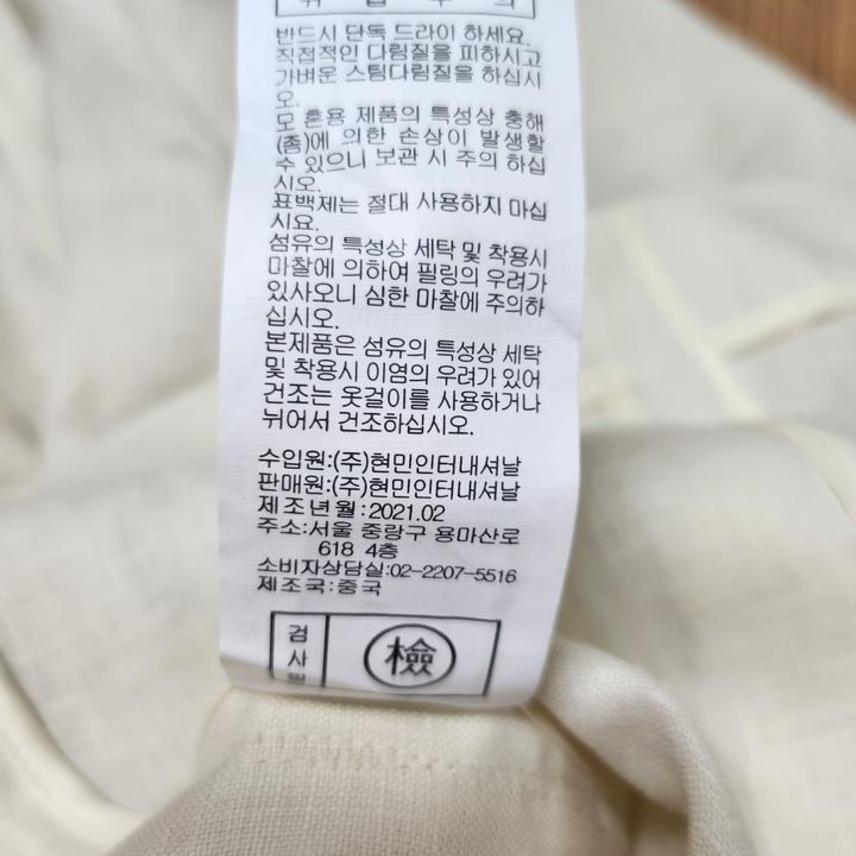 취 급 주 의
반드시 단독 드라이 하세요.
직접적인 다림질을 피하시고
가벼운 스팀다림질을 하십시
오.
모 혼용 제품의 특성상 충해
(좀)에 의한 손상이 발생할
수 있으니 보관 시 주의 하십
시오.
표백제는 절대 사용하지 마십
시요.
섬유의 특성상 세탁 및 착용시
마찰에 의하여 필링의 우려가
있사오니 심한 마찰에 주의하
십시오.
본제품은 섬유의 특성상 세탁
및 착용시 이염의 우려가 있어
건조는 옷걸이를 사용하거나
뉘어서 건조하십시오.
수입원:(주)현민인터내셔날
판매원:(주)현민인터내셔날
제조년월:2021.02
주소:서울 중랑구 용마산로
618 4층
소비자상담실:02-2207-5516
제조국:중국
검사필
檢